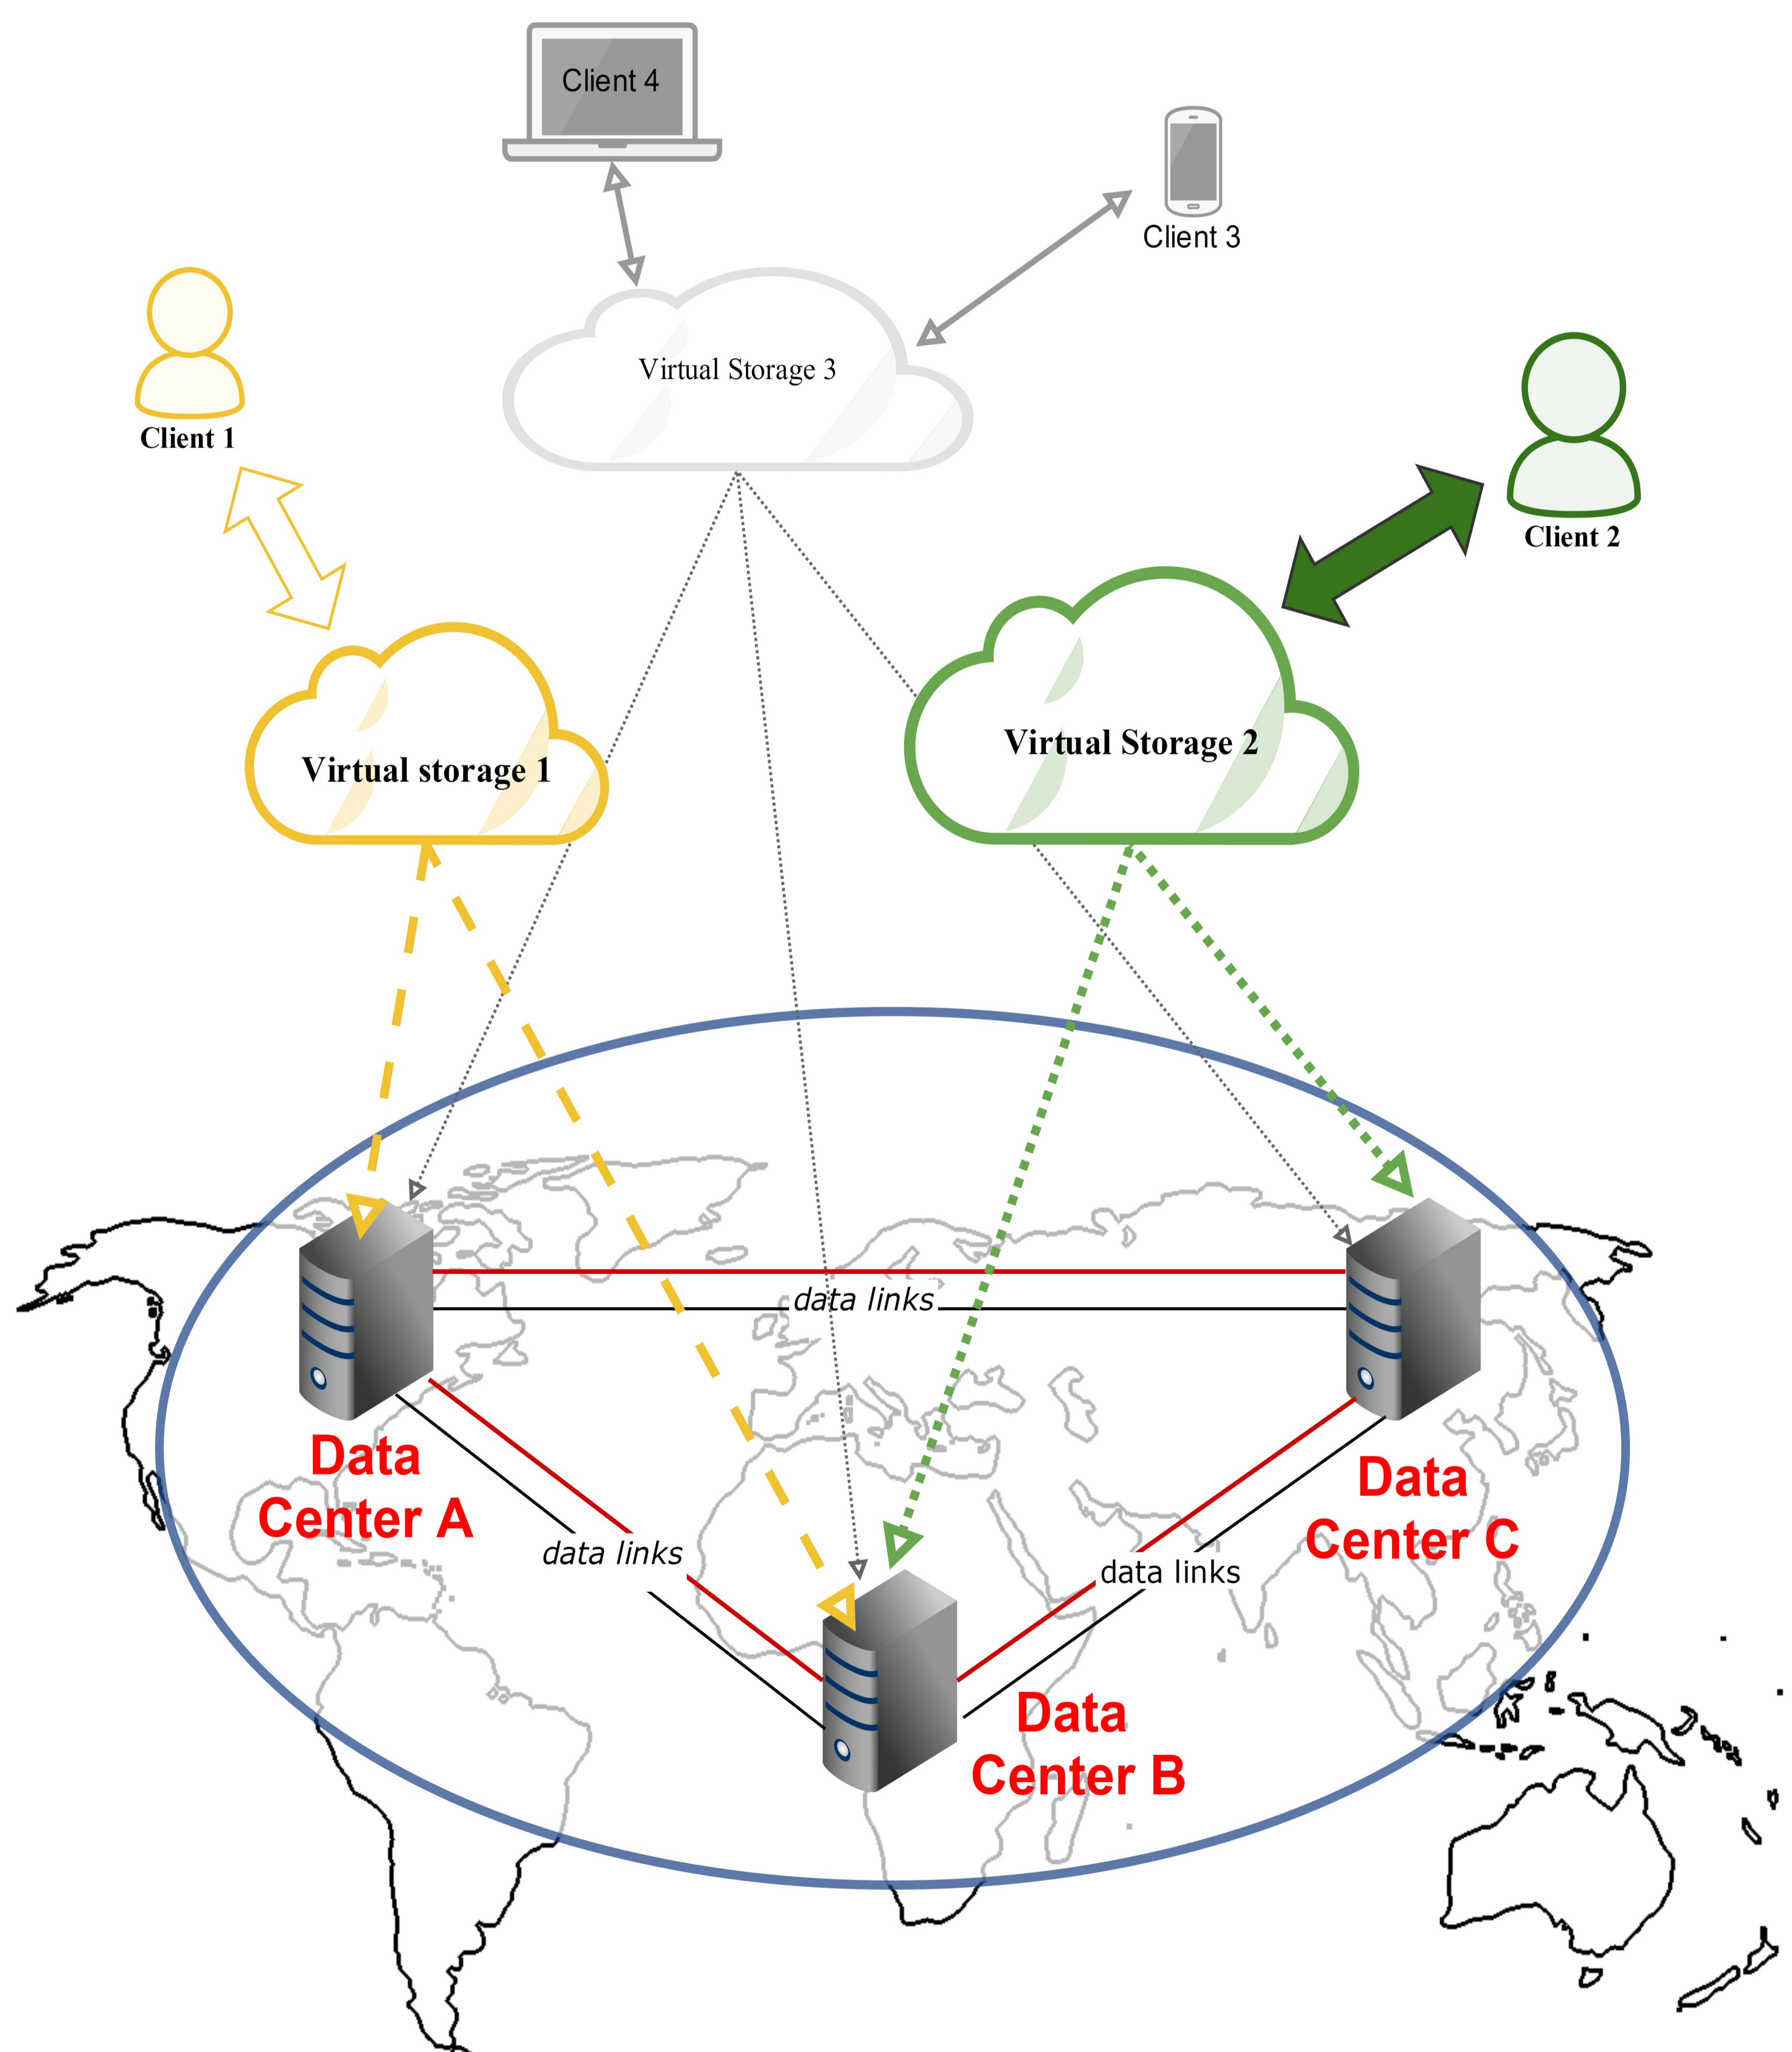 Client 4
Client 3
Virtual Storage 3
Client 1
Client 2
Virtual Storage 2
Virtual storage 1
data links
Data
Center A
Data
Center C
data links
data links
Data
Center B